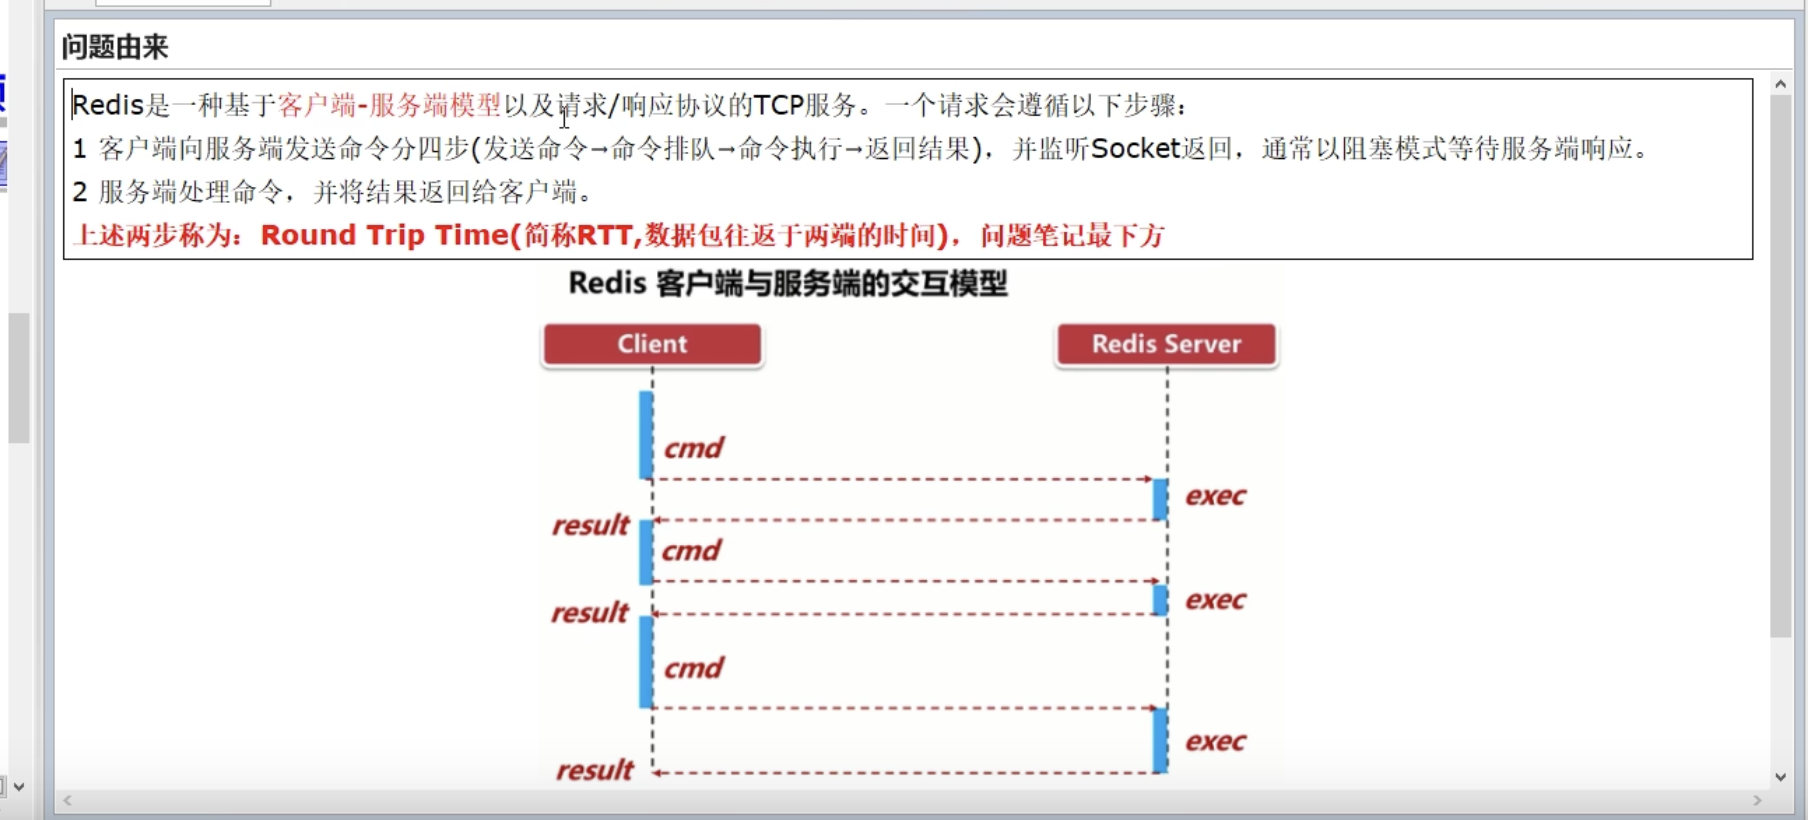 问题由来
Redis是一种基于客户端-服务端模型以及请求/响应协议的TCP服务。一个请求会遵循以下步骤：
1 客户端向服务端发送命令分四步(发送命令→命令排队→命令执行→返回结果)，并监听Socket返回，通常以阻塞模式等待服务端响应。
2 服务端处理命令，并将结果返回给客户端。
上述两步称为：Round Trip Time(简称RTT,数据包往返于两端的时间)，问题笔记最下方
Redis 客户端与服务端的交互模型
Client
Redis Server
cmd
exec
result
cmd
exec
result
cmd
exec
result